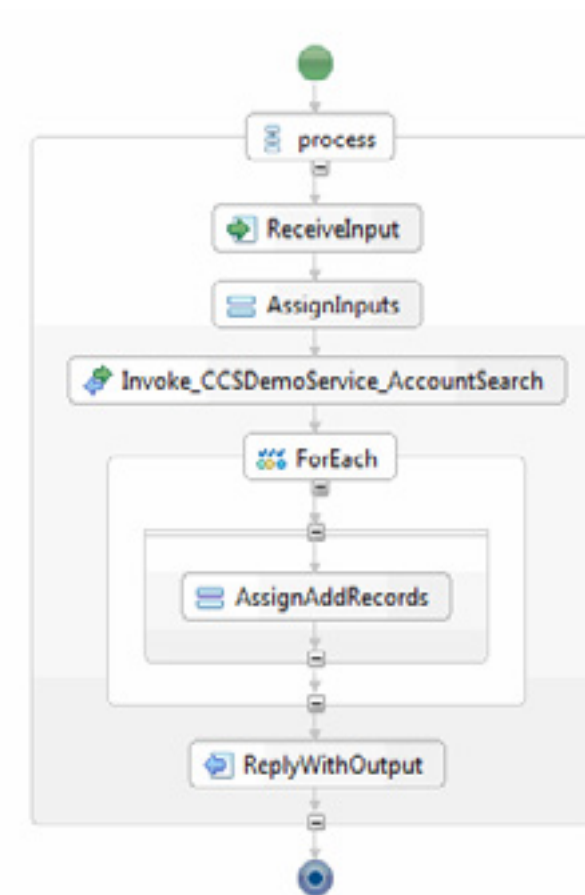 process
ReceiveInput
AssignInputs
Invoke_CCSDemoService_AccountSearch
ForEach
AssignAddRecords
ReplyWithOutput